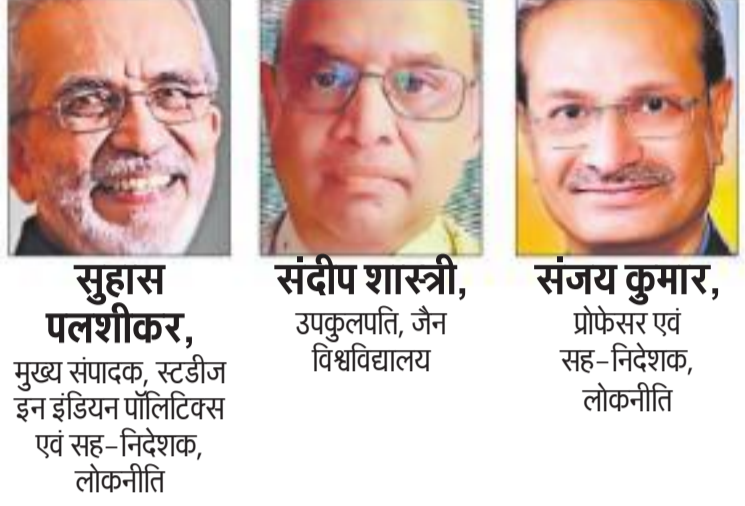 सुहास
पलशीकर,
मुख्य संपादक, स्टडीज
इन इंडियन पॉलिटिक्स
एवं सह-निदेशक,
लोकनीति
संदीप शास्त्री,
उपकुलपति, जैन
विश्वविद्यालय
संजय कुमार,
प्रोफेसर एवं
सह-निदेशक,
लोकनीति